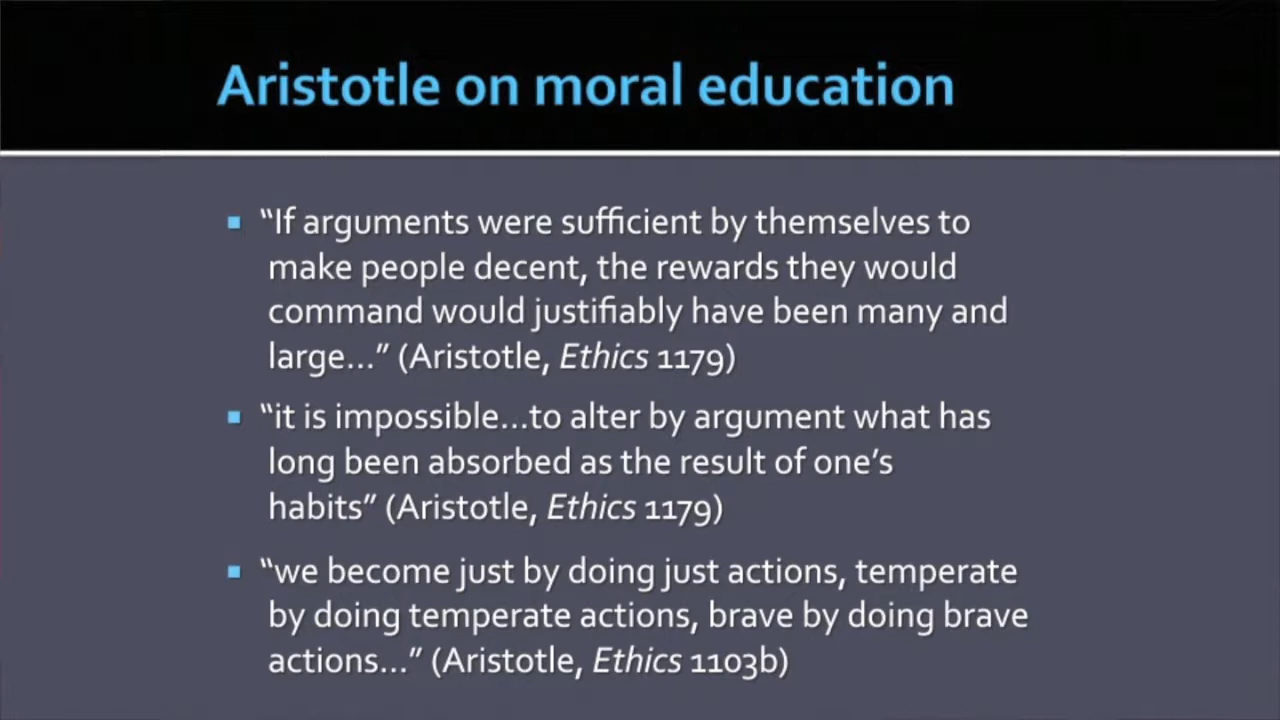 Aristotle on moral education
▪ “If arguments were sufficient by themselves to
make people decent, the rewards they would
command would justifiably have been many and
large...” (Aristotle, Ethics 1179)
▪ “it is impossible...to alter by argument what has
long been absorbed as the result of one’s
habits” (Aristotle, Ethics 1179)
▪ “we become just by doing just actions, temperate
by doing temperate actions, brave by doing brave
actions...” (Aristotle, Ethics 1103b)